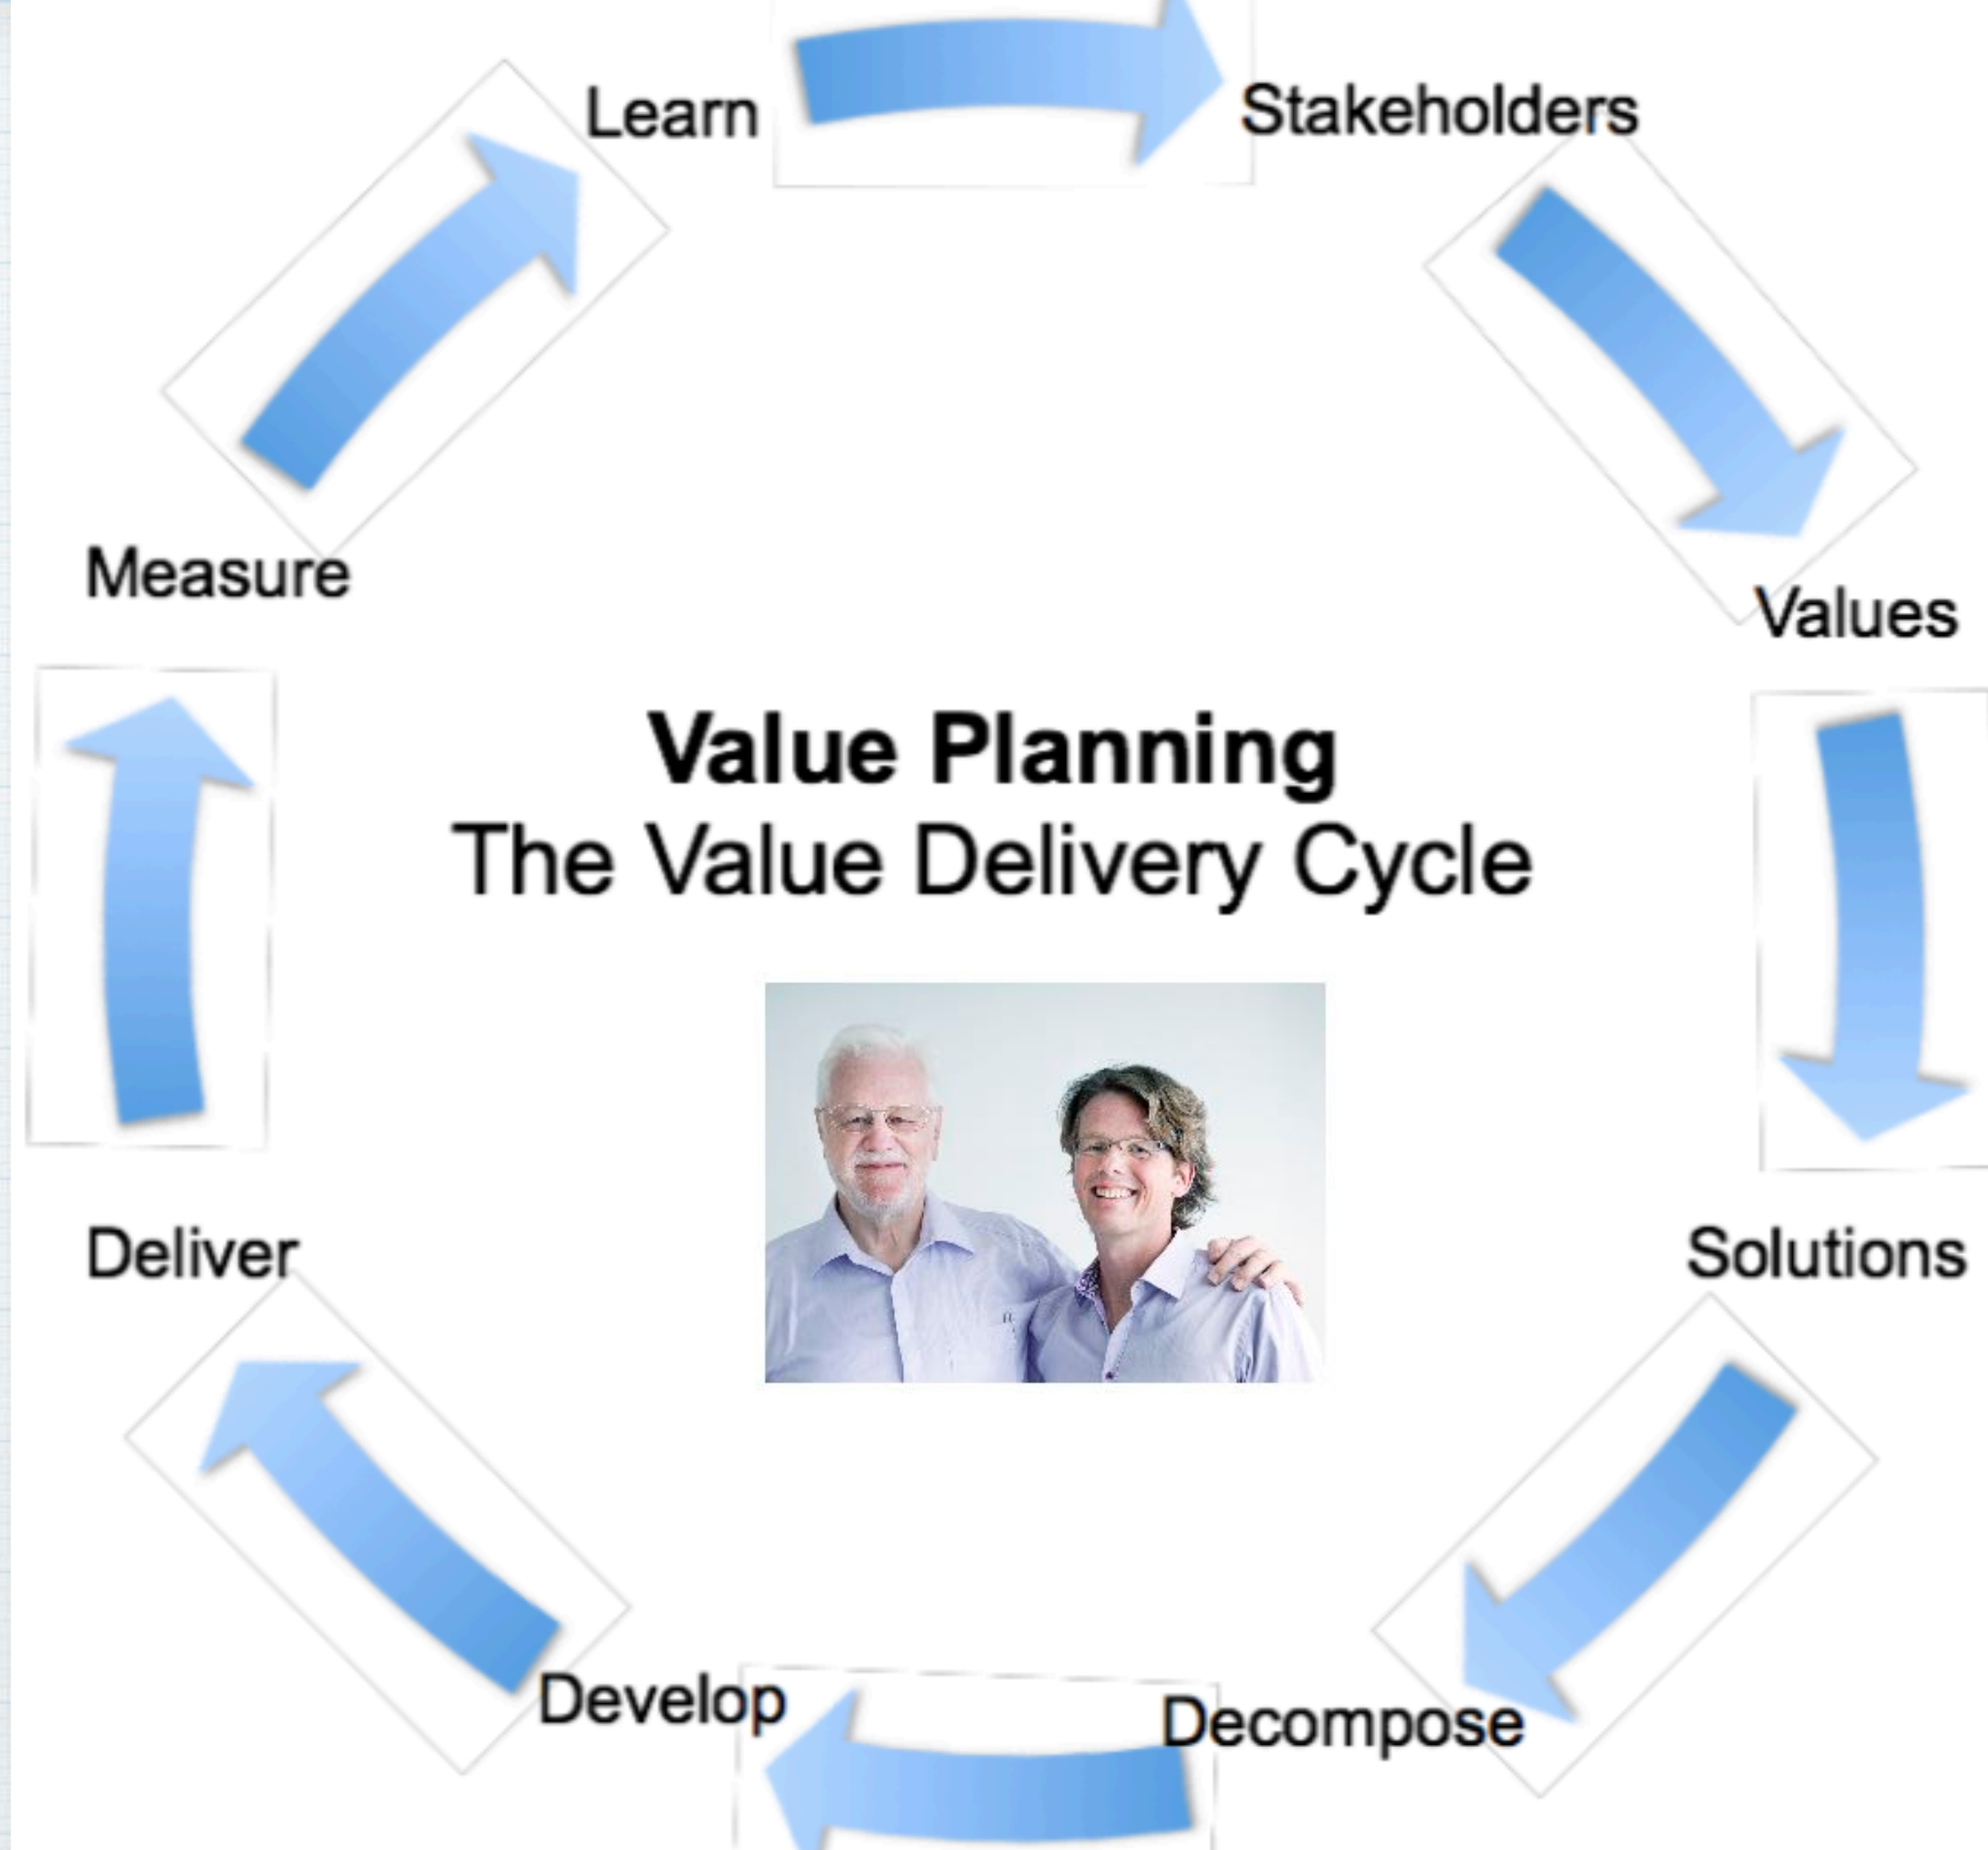 Learn
Stakeholders
Measure
Values
Value Planning
The Value Delivery Cycle
Deliver
Solutions
Develop
Decompose